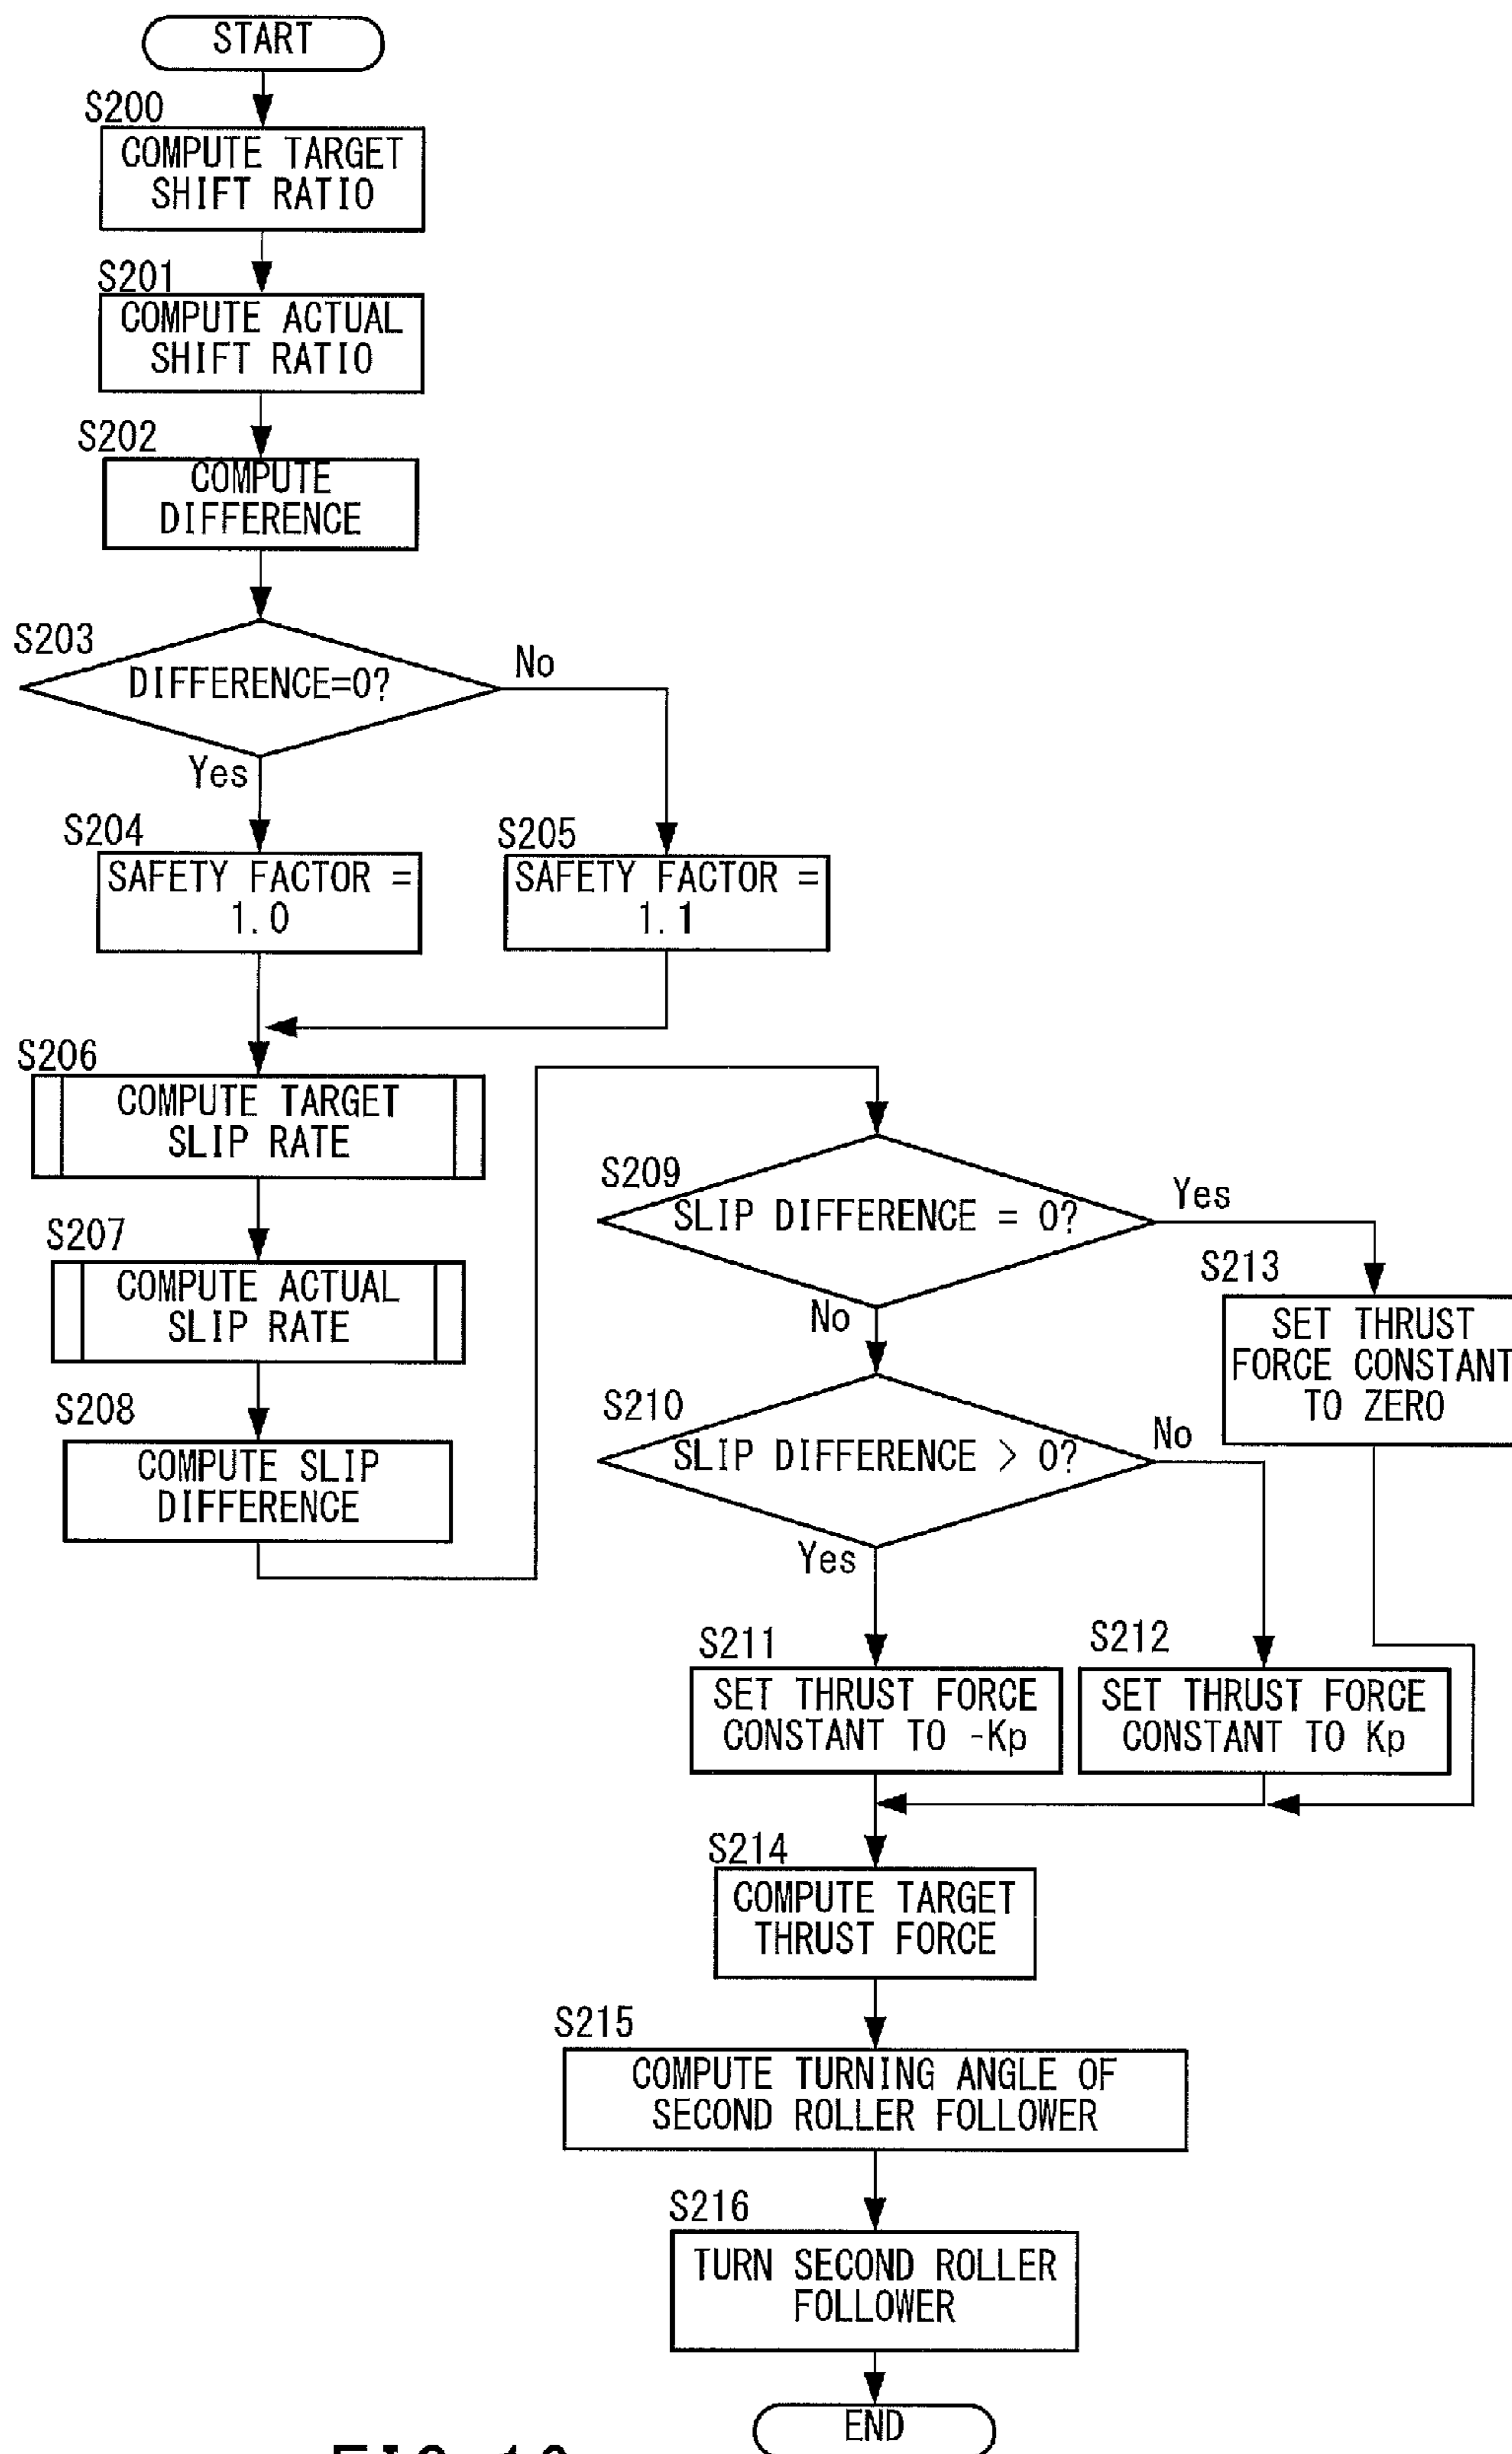 START
S200
COMPUTE TARGET
SHIFT RATIO
S201
COMPUTE ACTUAL
SHIFT RATIO
S202
COMPUTE
DIFFERENCE
S203
DIFFERENCE=0?
No
Yes
S204
SAFETY FACTOR =
1.0
S205
SAFETY FACTOR =
1.1
S206
COMPUTE TARGET
SLIP RATE
S207
COMPUTE ACTUAL
SLIP RATE
S208
COMPUTE SLIP
DIFFERENCE
S209
SLIP DIFFERENCE = 0?
Yes
No
S213
SET THRUST
FORCE CONSTANT
TO ZERO
S210
SLIP DIFFERENCE > 0?
No
Yes
S211
SET THRUST FORCE
CONSTANT TO -Kp
S212
SET THRUST FORCE
CONSTANT TO Kp
S214
COMPUTE TARGET
THRUST FORCE
S215
COMPUTE TURNING ANGLE OF
SECOND ROLLER FOLLOWER
S216
TURN SECOND ROLLER
FOLLOWER
END